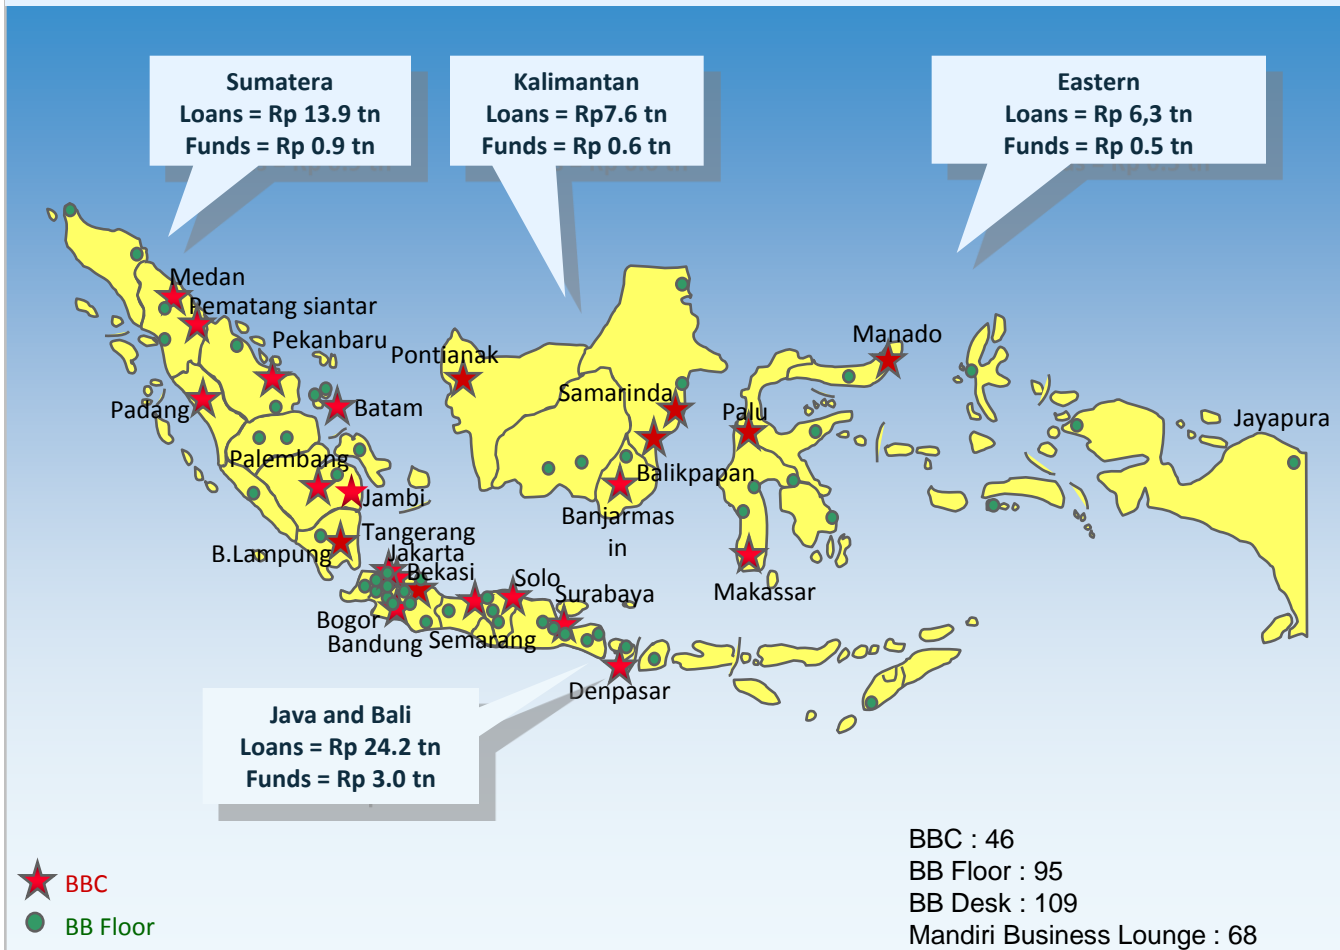 Sumatera
Loans = Rp 13.9 tn
Funds = Rp 0.9 tn
Kalimantan
Loans = Rp7.6 tn
Funds = Rp 0.6 tn
Eastern
Loans = Rp 6,3 tn
Funds = Rp 0.5 tn
Medan
Pematang siantar
Pekanbaru
Padang
Batam
Palembang
Jambi
B.Lampung
Tangerang
Jakarta
Bekasi
Bogor
Bandung
Semarang
Solo
Surabaya
Denpasar
Pontianak
Samarinda
Balikpapan
Banjarmas
in
Manado
Palu
Makassar
Jayapura
Java and Bali
Loans = Rp 24.2 tn
Funds = Rp 3.0 tn
BBC
BB Floor
BBC : 46
BB Floor : 95
BB Desk : 109
Mandiri Business Lounge : 68